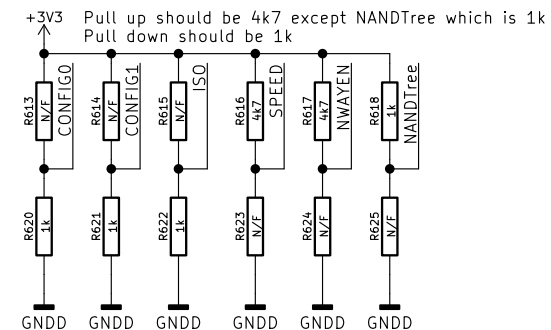 +3V3 Pull up should be 4k7 except NANDTree which is 1k
Pull down should be 1k
R613 N/F CONFIG0
R614 N/F CONFIG1
R615 N/F ISO
R616 4k7 SPEED
R617 4k7 NWAYEN
R618 1k NANDTree
R620 1k
R621 1k
R622 1k
R623 N/F
R624 N/F
R625 N/F
GNDD GNDD GNDD GNDD GNDD GNDD